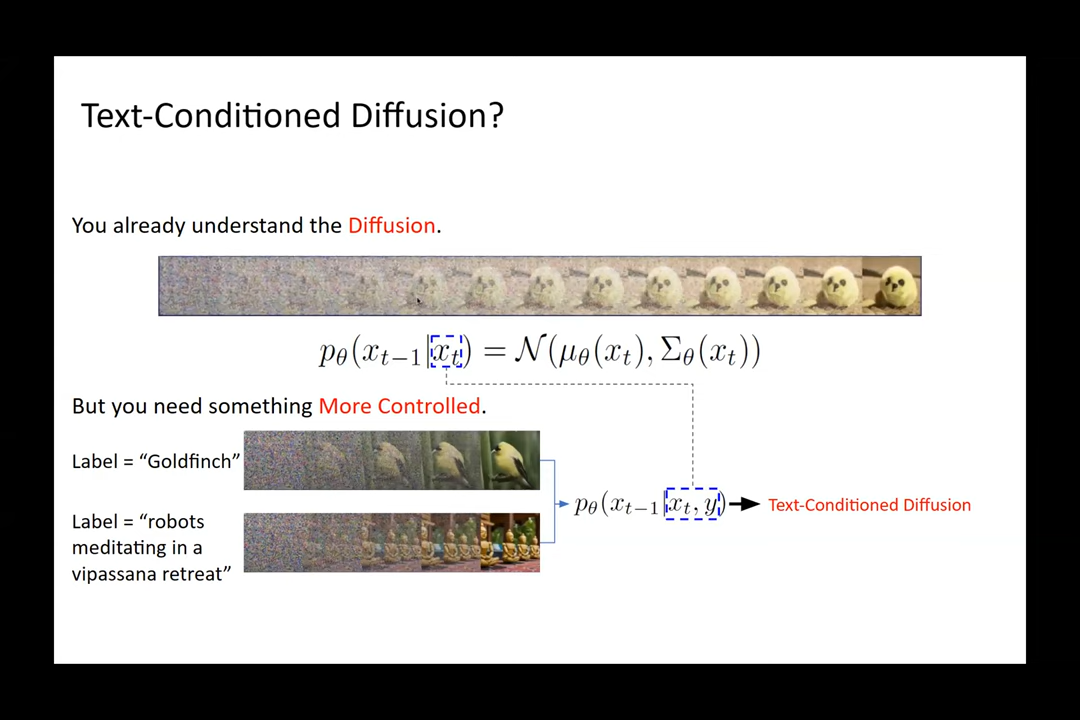 Text-Conditioned Diffusion?
You already understand the Diffusion.
pθ(xt−1|xt) = N(μθ(xt), Σθ(xt))
But you need something More Controlled.
Label = “Goldfinch”
Label = “robots
meditating in a
vipassana retreat”
pθ(xt−1|xt, y)
Text-Conditioned Diffusion